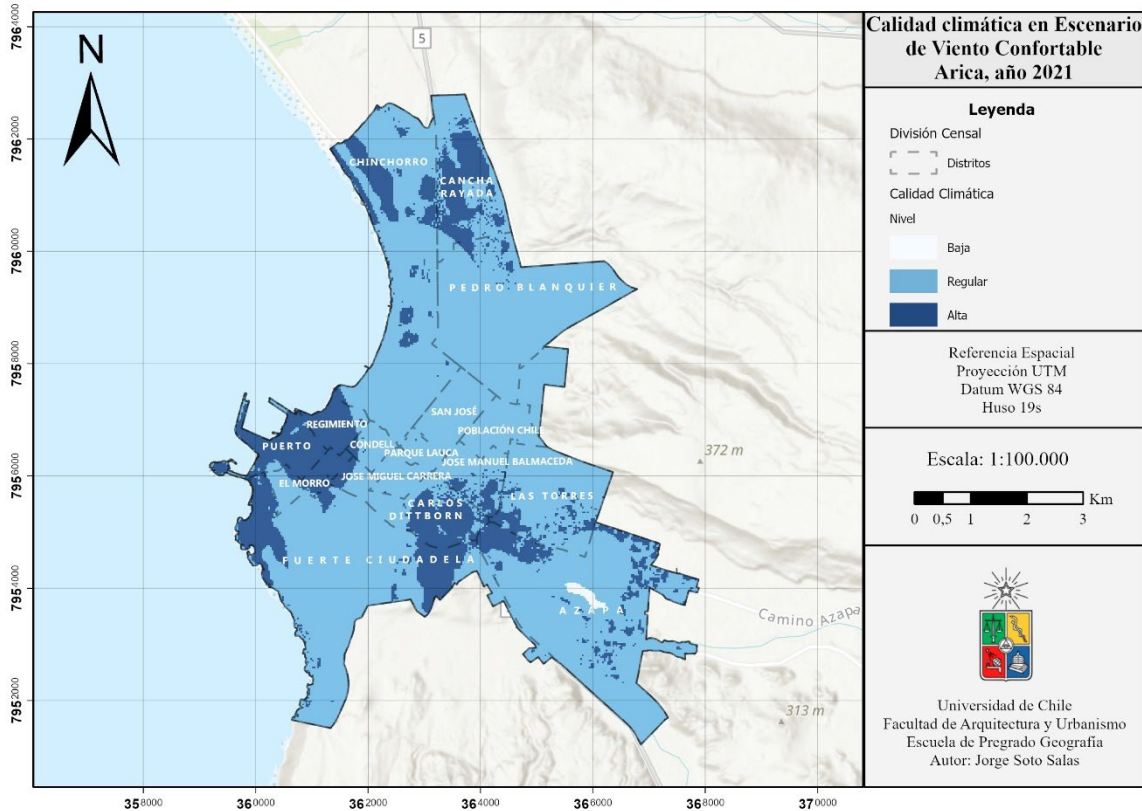 7964000
7962000
7960000
7958000
7956000
7954000
7952000
N
5
CHINCHORRO
CANCHA
RAYADA
PEDRO BLANQUIER
SAN JOSÉ
REGIMIENTO
POBLACIÓN CHILE
PUERTO
CONDELL
PARQUE LAUCA
JOSE MANUEL BALMACEDA
EL MORRO
JOSE MIGUEL CARRERA
LAS TORRES
CARLOS
DITTBORN
FUERTE CIUDADELA
AZAPA
372 m
Camino Azapa
313 m
358000
360000
362000
364000
366000
368000
370000
Calidad climática en Escenario
de Viento Confortable
Arica, año 2021
Leyenda
División Censal
Distritos
Calidad Climática
Nivel
Baja
Regular
Alta
Referencia Espacial
Proyección UTM
Datum WGS 84
Huso 19s
Escala: 1:100.000
0 0,5 1 2 3 Km
Universidad de Chile
Facultad de Arquitectura y Urbanismo
Escuela de Pregrado Geografía
Autor: Jorge Soto Salas